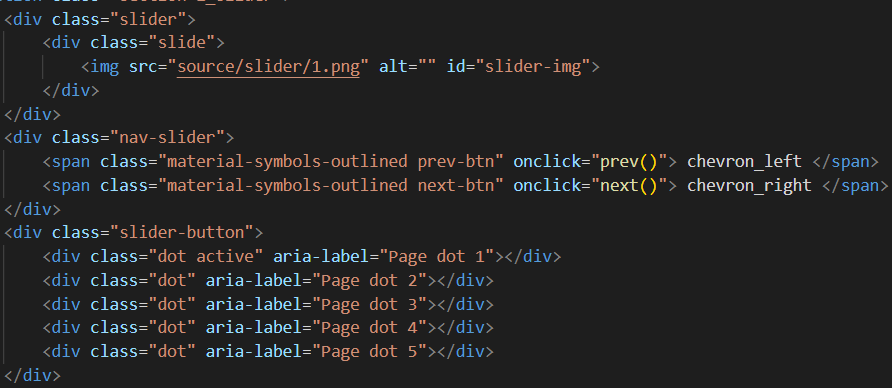 <div class="slider">
<div class="slide">
<img src="source/slider/1.png" alt="" id="slider-img">
</div>
</div>
<div class="nav-slider">
<span class="material-symbols-outlined prev-btn" onclick="prev()"> chevron_left </span>
<span class="material-symbols-outlined next-btn" onclick="next()"> chevron_right </span>
</div>
<div class="slider-button">
<div class="dot active" aria-label="Page dot 1"></div>
<div class="dot" aria-label="Page dot 2"></div>
<div class="dot" aria-label="Page dot 3"></div>
<div class="dot" aria-label="Page dot 4"></div>
<div class="dot" aria-label="Page dot 5"></div>
</div>